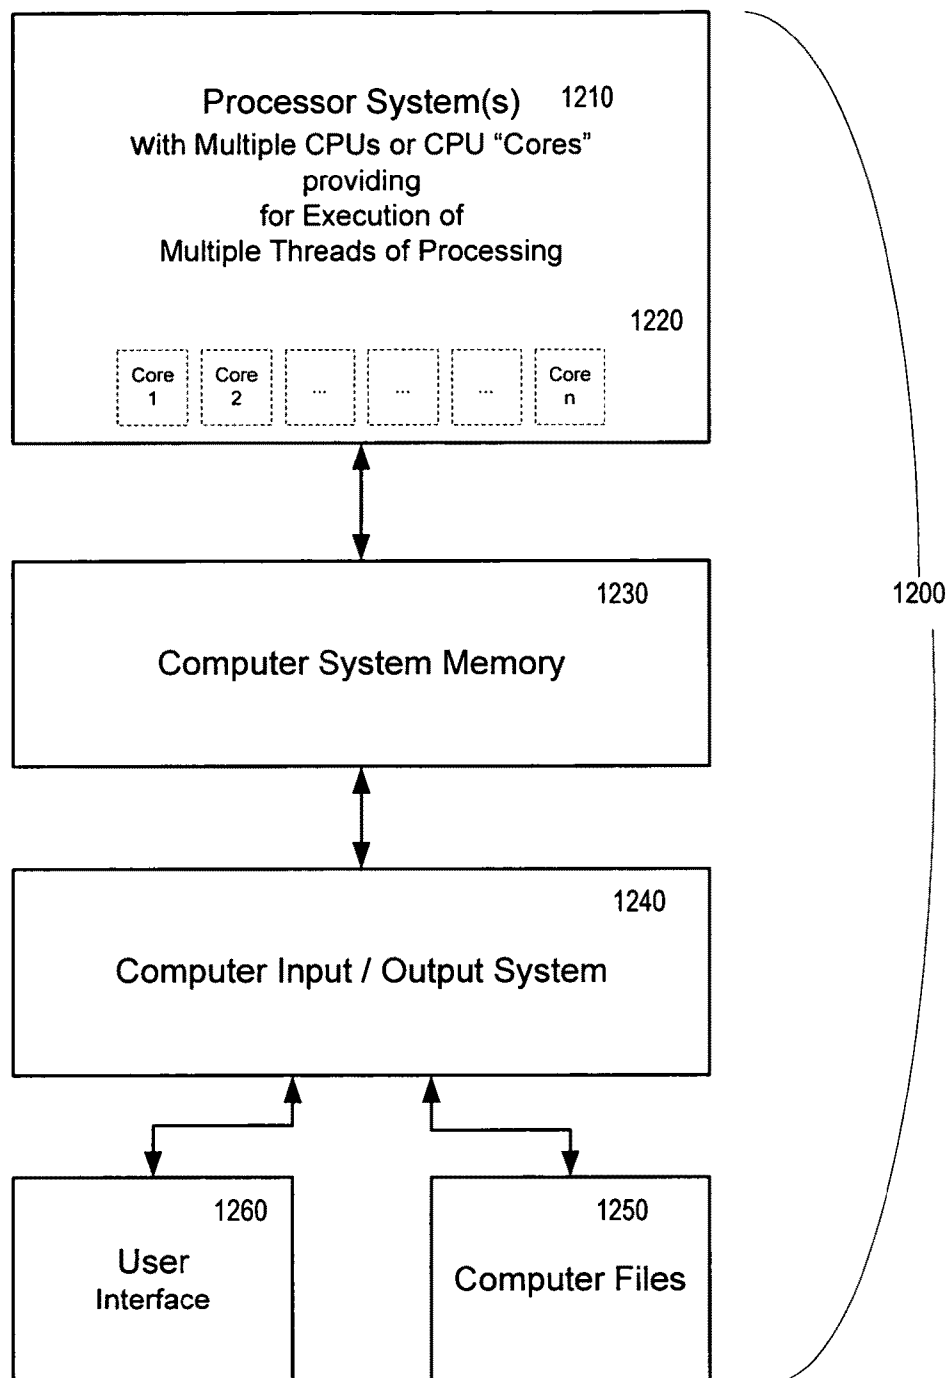 Processor System(s) 1210
with Multiple CPUs or CPU “Cores”
providing
for Execution of
Multiple Threads of Processing
1220
Core 1
Core 2
...
...
...
Core n
1230
Computer System Memory
1200
1240
Computer Input / Output System
1260
User
Interface
1250
Computer Files